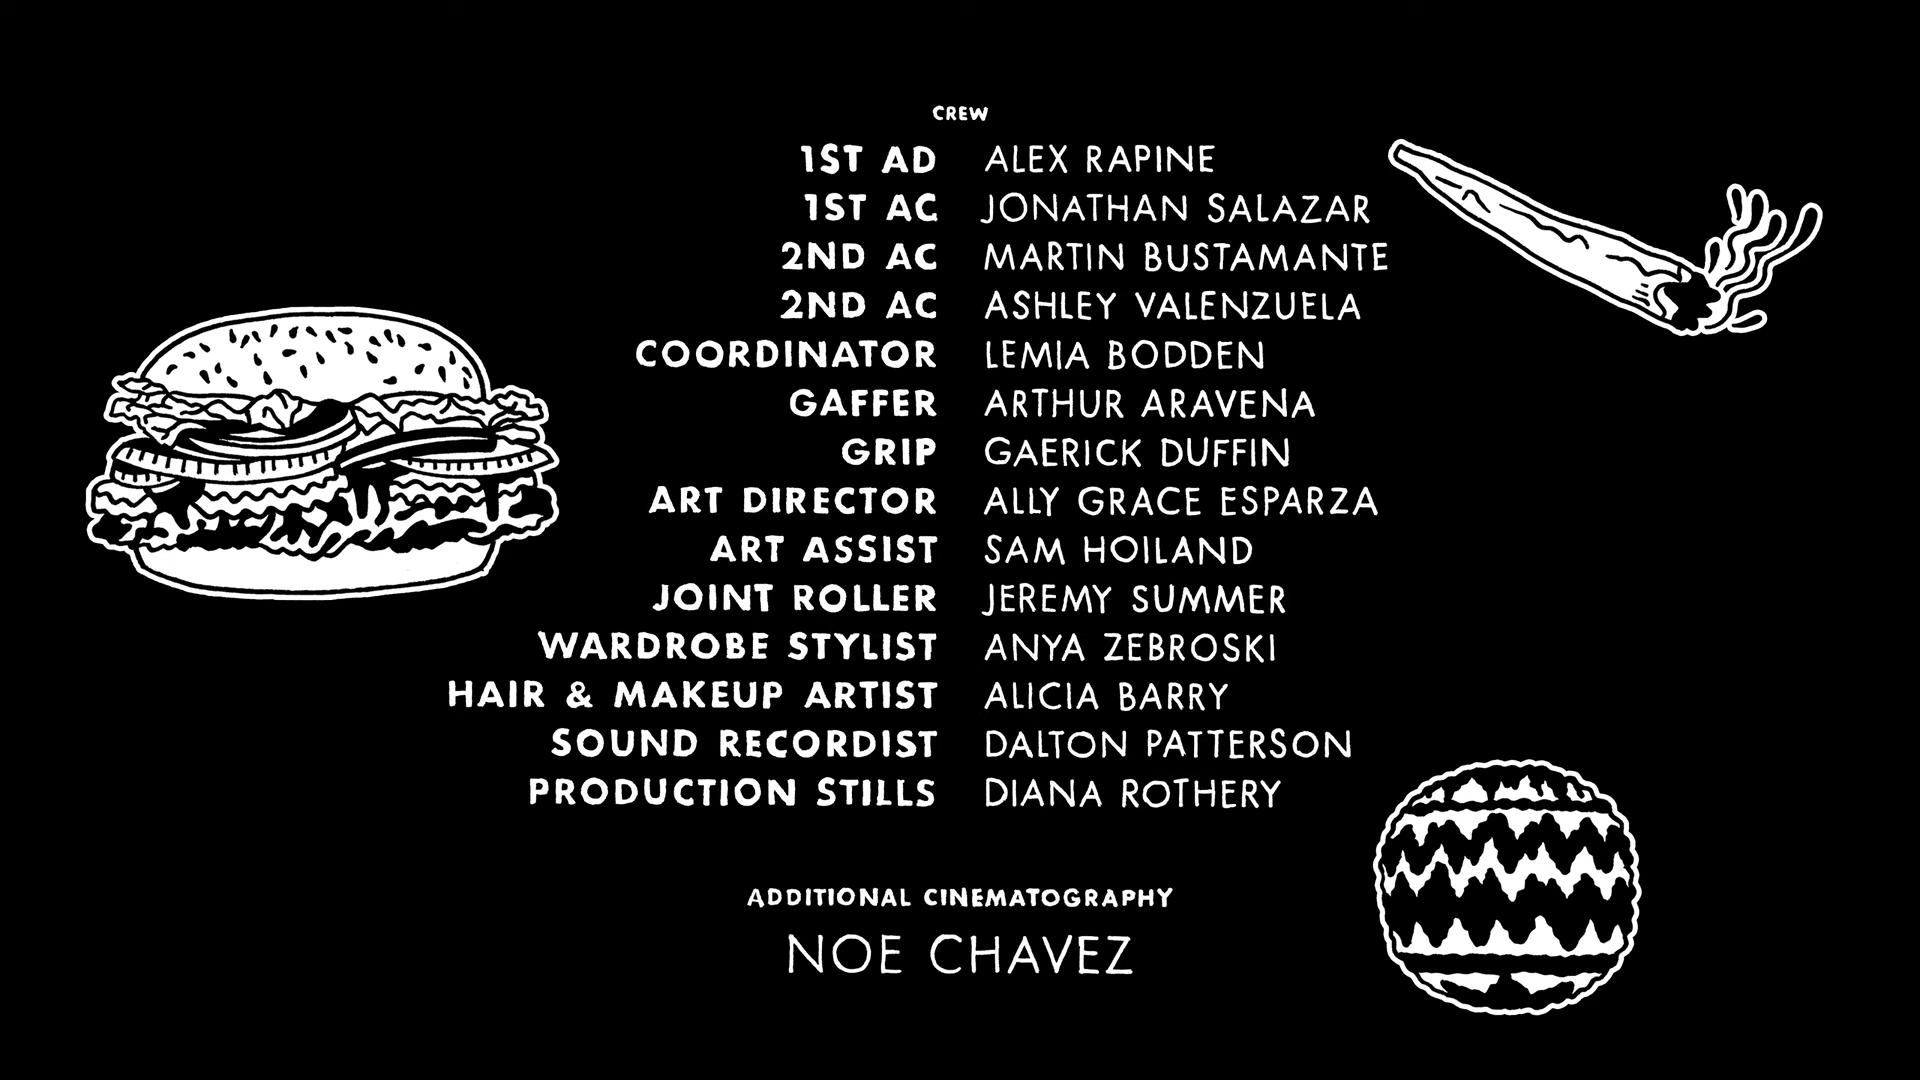 CREW
1ST AD ALEX RAPINE
1ST AC JONATHAN SALAZAR
2ND AC MARTIN BUSTAMANTE
2ND AC ASHLEY VALENZUELA
COORDINATOR LEMIA BODDEN
GAFFER ARTHUR ARAVENA
GRIP GAERICK DUFFIN
ART DIRECTOR ALLY GRACE ESPARZA
ART ASSIST SAM HOILAND
JOINT ROLLER JEREMY SUMMER
WARDROBE STYLIST ANYA ZEBROSKI
HAIR & MAKEUP ARTIST ALICIA BARRY
SOUND RECORDIST DALTON PATTERSON
PRODUCTION STILLS DIANA ROTHERY
ADDITIONAL CINEMATOGRAPHY
NOE CHAVEZ